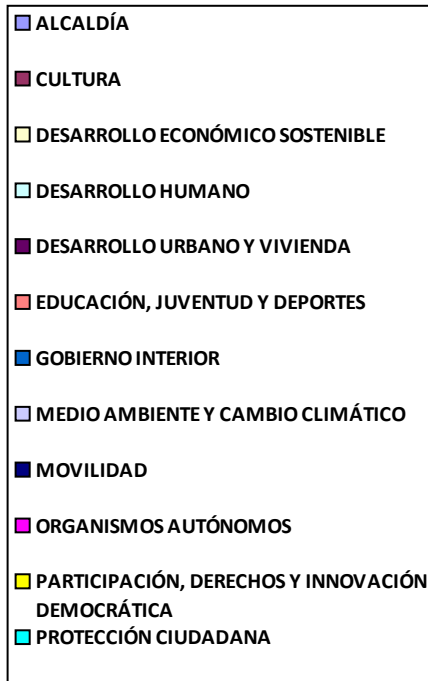 ALCALDÍA
CULTURA
DESARROLLO ECONÓMICO SOSTENIBLE
DESARROLLO HUMANO
DESARROLLO URBANO Y VIVIENDA
EDUCACIÓN, JUVENTUD Y DEPORTES
GOBIERNO INTERIOR
MEDIO AMBIENTE Y CAMBIO CLIMÁTICO
MOVILIDAD
ORGANISMOS AUTÓNOMOS
PARTICIPACIÓN, DERECHOS Y INNOVACIÓN
DEMOCRÁTICA
PROTECCIÓN CIUDADANA